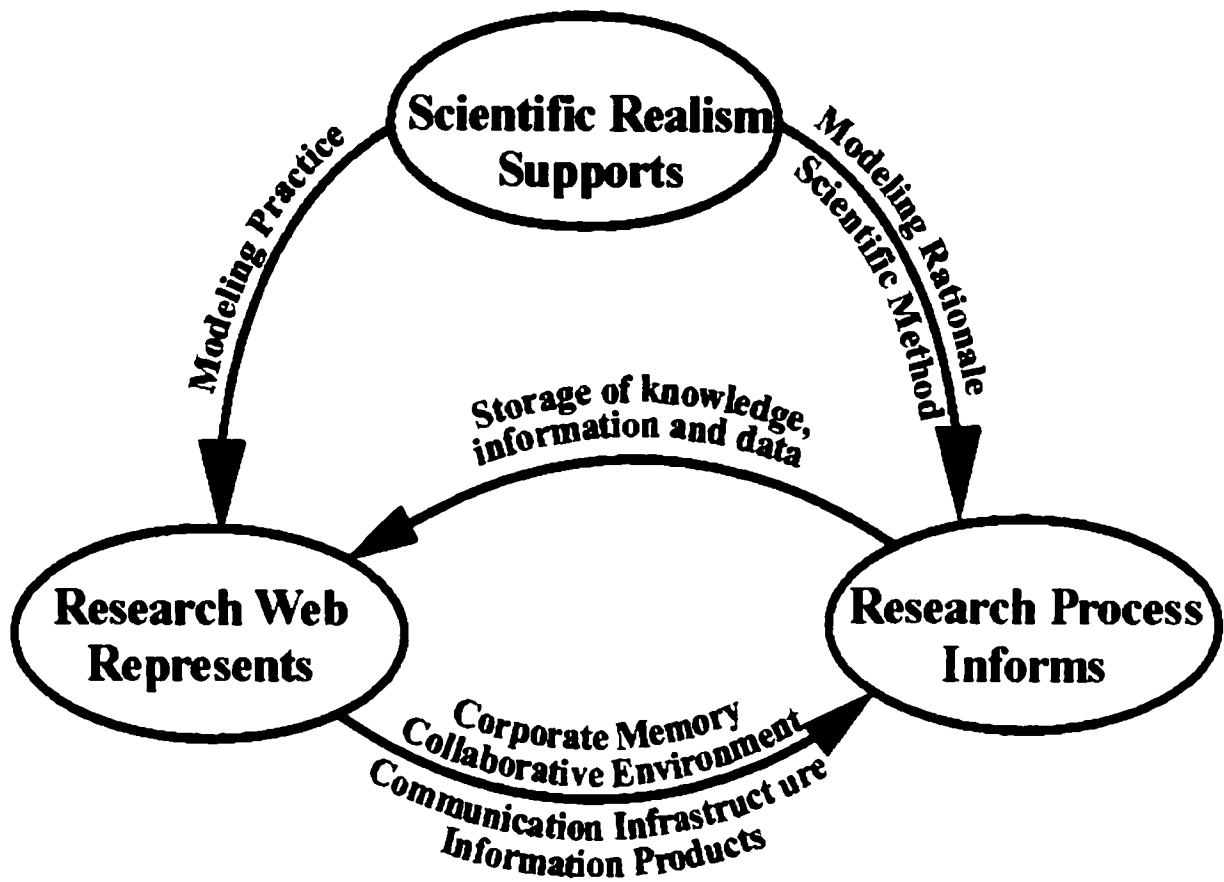 Scientific Realism
Supports
Modeling Practice
Modeling Rationale
Scientific Method
Storage of knowledge,
information and data
Research Web
Represents
Research Process
Informs
Corporate Memory
Collaborative Environment
Communication Infrastruct ure
Information Products